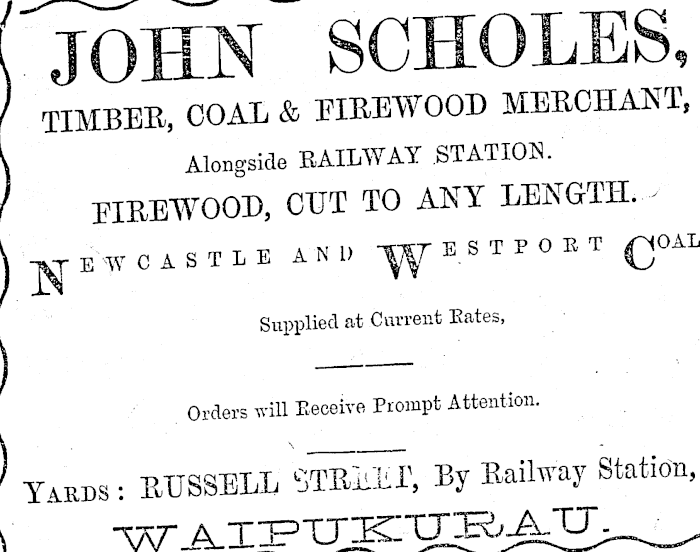 JOHN SCHOLES,
TIMBER, COAL & FIREWOOD MERCHANT,
Alongside RAILWAY STATION.
FIREWOOD, CUT TO ANY LENGTH.
NEWCASTLE AND WESTPORT COAL
Supplied at Current Rates,
Orders will Receive Prompt Attention.
YARDS: RUSSELL STREET, By Railway Station,
WAIPUKURAU.